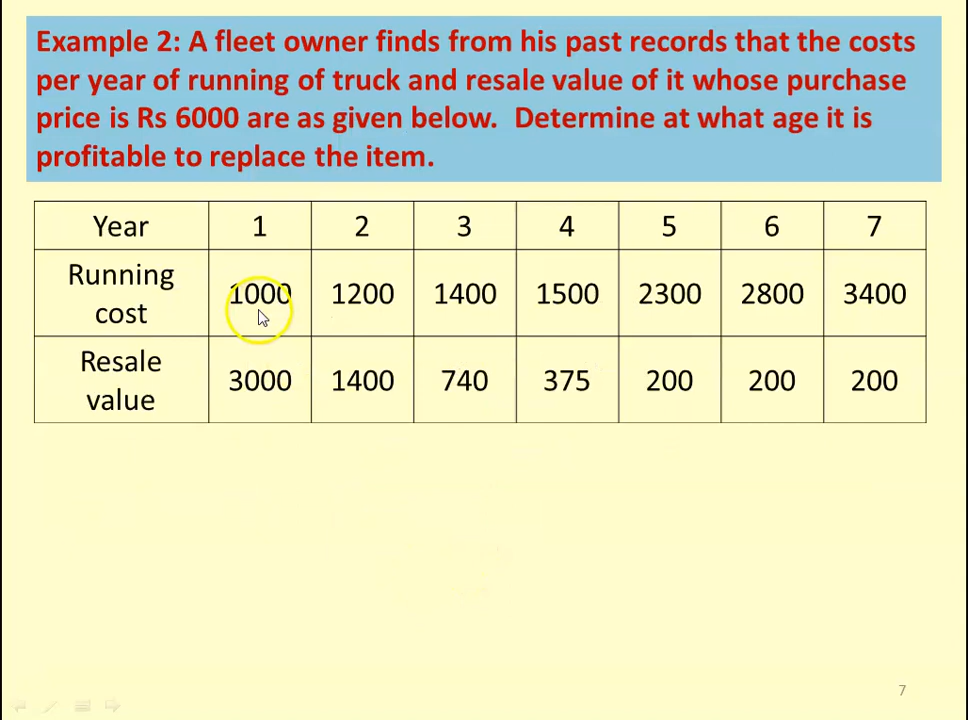 Example 2: A fleet owner finds from his past records that the costs
per year of running of truck and resale value of it whose purchase
price is Rs 6000 are as given below. Determine at what age it is
profitable to replace the item.
Year 1 2 3 4 5 6 7
Running cost 1000 1200 1400 1500 2300 2800 3400
Resale value 3000 1400 740 375 200 200 200
7